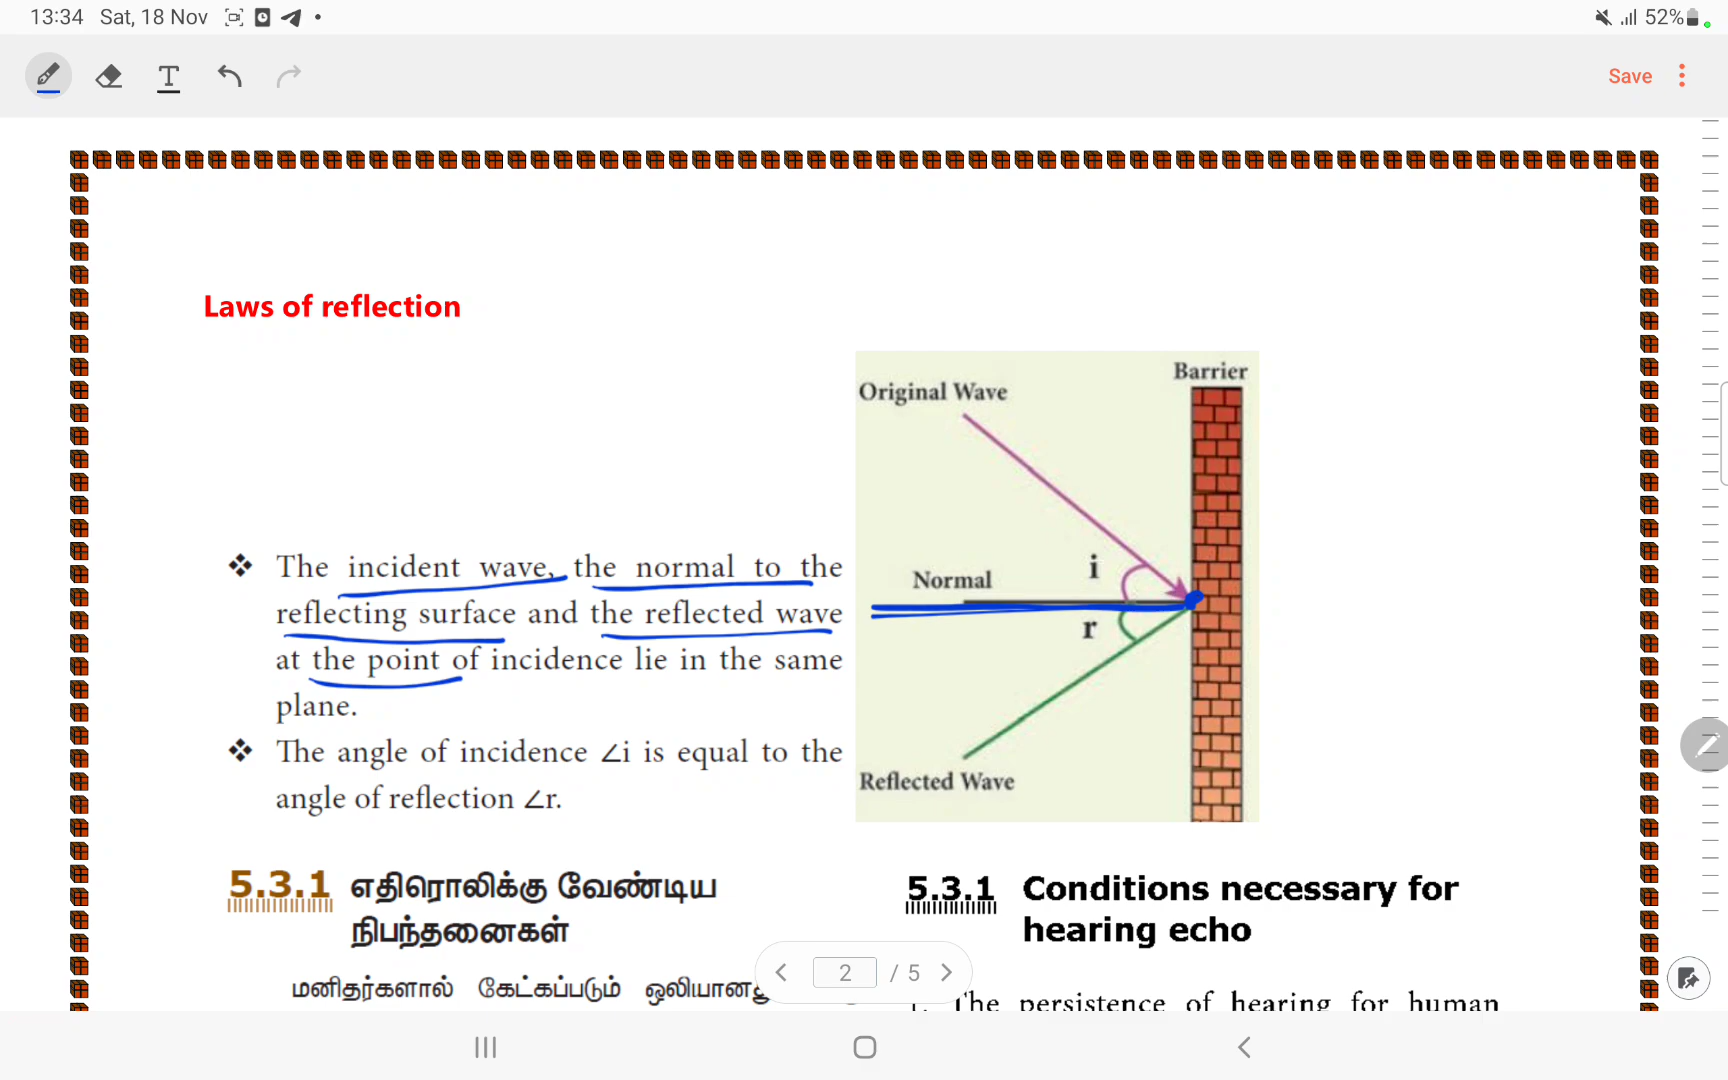 13:34 Sat, 18 Nov
52%
Save
Laws of reflection
Barrier
Original Wave
i
Normal
r
Reflected Wave
❖ The incident wave, the normal to the
reflecting surface and the reflected wave
at the point of incidence lie in the same
plane.
❖ The angle of incidence ∠i is equal to the
angle of reflection ∠r.
5.3.1 எதிரொலிக்கு வேண்டிய
நிபந்தனைகள்
மனிதர்களால் கேட்கப்படும்
5.3.1 Conditions necessary for
hearing echo
The persistence of hearing for human
2 / 5